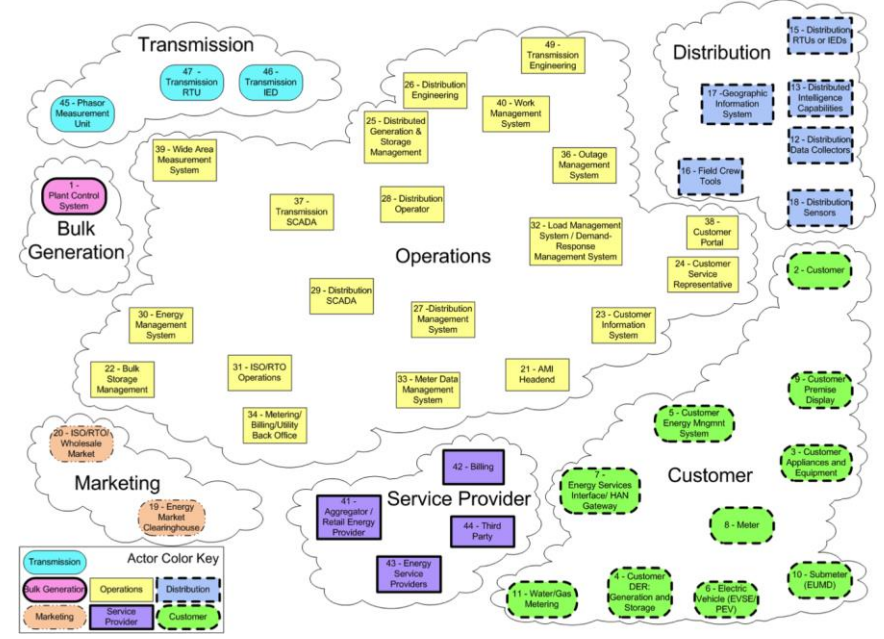 Transmission
47 -
Transmission
RTU
46 -
Transmission
IED
45 - Phasor
Measurement
Unit
1 -
Plant Control
System
Bulk
Generation
49 -
Transmission
Engineering
26 - Distribution
Engineering
40 - Work
Management
System
25 - Distributed
Generation &
Storage
Management
39 - Wide Area
Measurement
System
36 - Outage
Management
System
37 -
Transmission
SCADA
28 - Distribution
Operator
32 - Load Management
System / Demand-
Response
Management System
38 -
Customer
Portal
Operations
24 - Customer
Service
Representative
29 - Distribution
SCADA
30 - Energy
Management
System
27 -Distribution
Management
System
23 - Customer
Information
System
22 - Bulk
Storage
Management
31 - ISO/RTO
Operations
33 - Meter Data
Management
System
21 - AMI
Headend
34 - Metering/
Billing/Utility
Back Office
Distribution
15 - Distribution
RTUs or IEDs
17 -Geographic
Information
System
13 - Distributed
Intelligence
Capabilities
12 - Distribution
Data Collectors
16 - Field Crew
Tools
18 - Distribution
Sensors
2 - Customer
9 - Customer
Premise
Display
5 - Customer
Energy Mngmnt
System
3 - Customer
Appliances and
Equipment
Customer
7 -
Energy Services
Interface/ HAN
Gateway
8 - Meter
10 - Submeter
(EUMD)
11 - Water/Gas
Metering
4 - Customer
DER:
Generation and
Storage
6 - Electric
Vehicle (EVSE/
PEV)
20 - ISO/RTO/
Wholesale
Market
Marketing
19 - Energy
Market
Clearinghouse
42 - Billing
Service Provider
41 -
Aggregator /
Retail Energy
Provider
44 - Third
Party
43 - Energy
Service
Providers
Actor Color Key
Transmission
Bulk Generation
Operations
Distribution
Marketing
Service
Provider
Customer